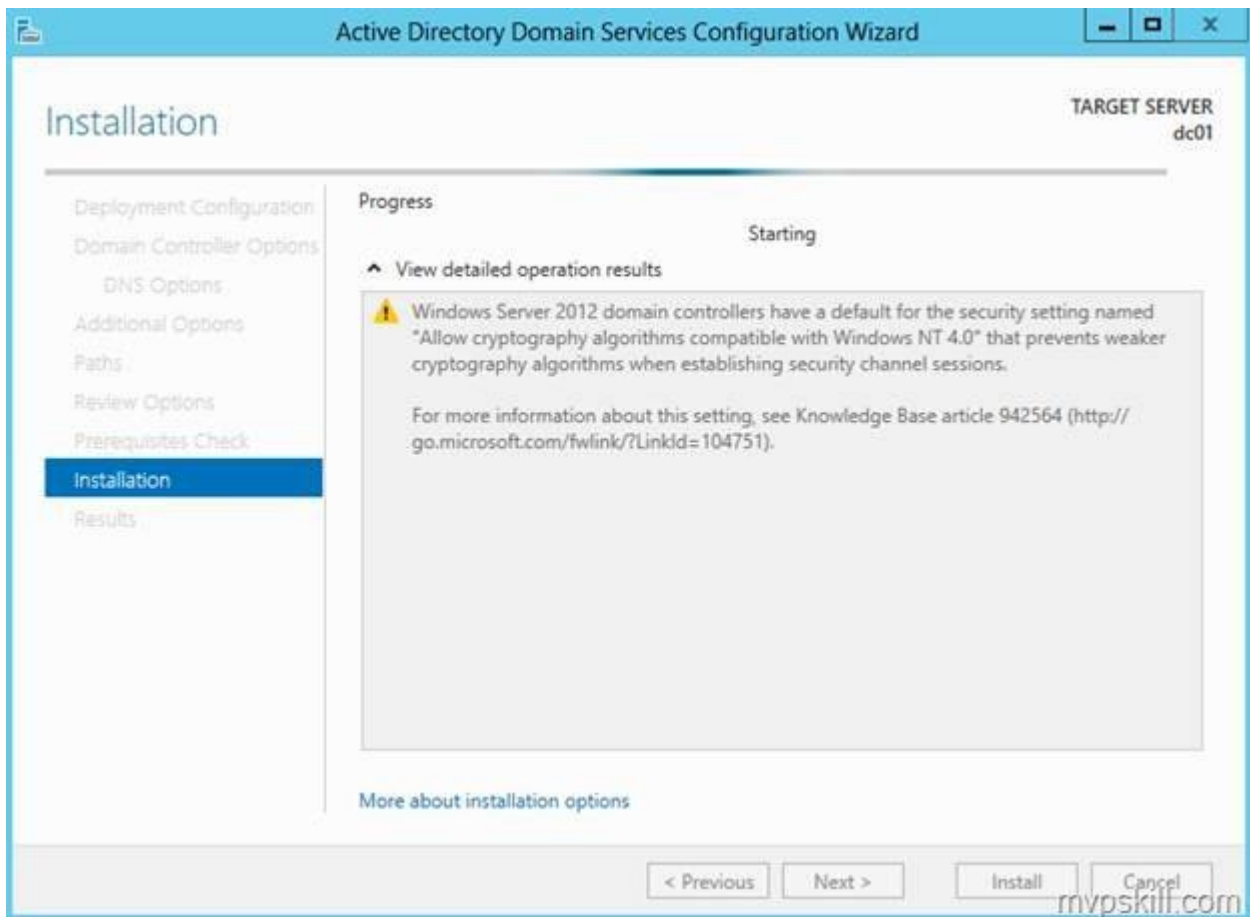 Active Directory Domain Services Configuration Wizard
Installation
TARGET SERVER
dc01
Deployment Configuration
Domain Controller Options
DNS Options
Additional Options
Paths
Review Options
Prerequisites Check
Installation
Results
Progress
Starting
View detailed operation results
Windows Server 2012 domain controllers have a default for the security setting named
"Allow cryptography algorithms compatible with Windows NT 4.0" that prevents weaker
cryptography algorithms when establishing security channel sessions.
For more information about this setting, see Knowledge Base article 942564 (http://
go.microsoft.com/fwlink/?LinkId=104751).
More about installation options
< Previous
Next >
Install
Cancel
mvpskill.com